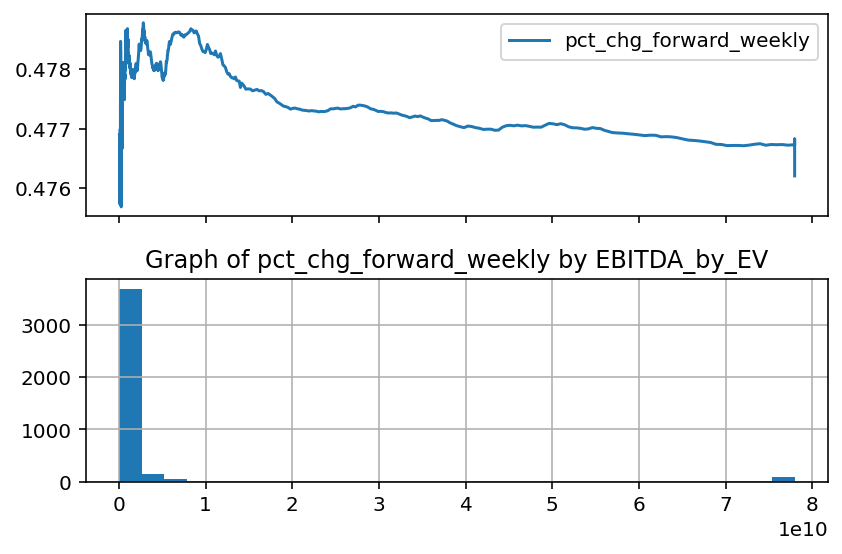 pct_chg_forward_weekly
0.478
0.477
0.476
Graph of pct_chg_forward_weekly by EBITDA_by_EV
3000
2000
1000
0
0 1 2 3 4 5 6 7 8
1e10